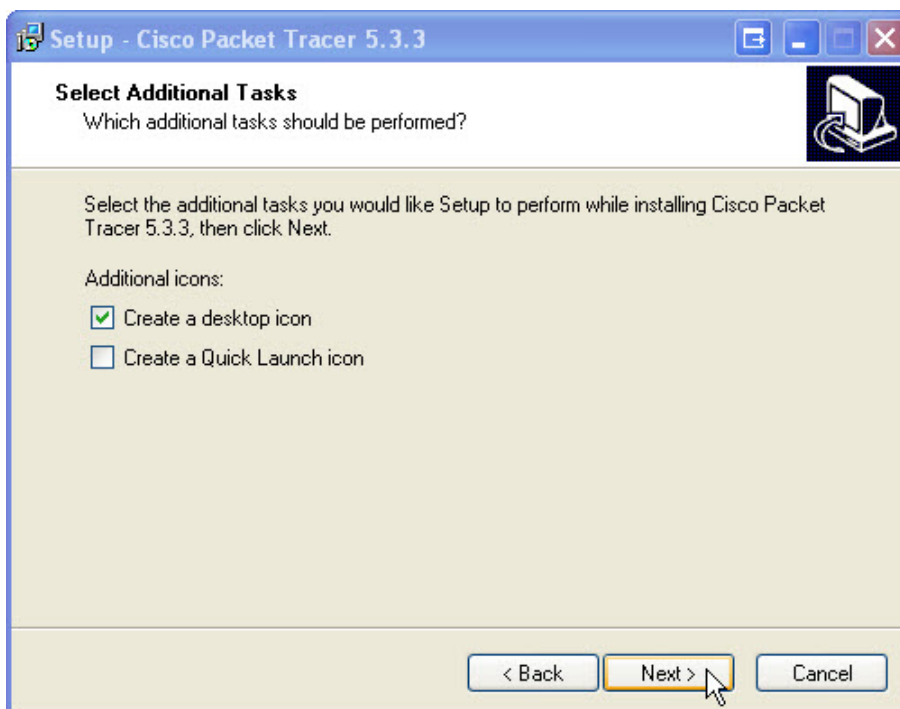 Setup - Cisco Packet Tracer 5.3.3
Select Additional Tasks
Which additional tasks should be performed?
Select the additional tasks you would like Setup to perform while installing Cisco Packet
Tracer 5.3.3, then click Next.
Additional icons:
Create a desktop icon
Create a Quick Launch icon
< Back
Next >
Cancel